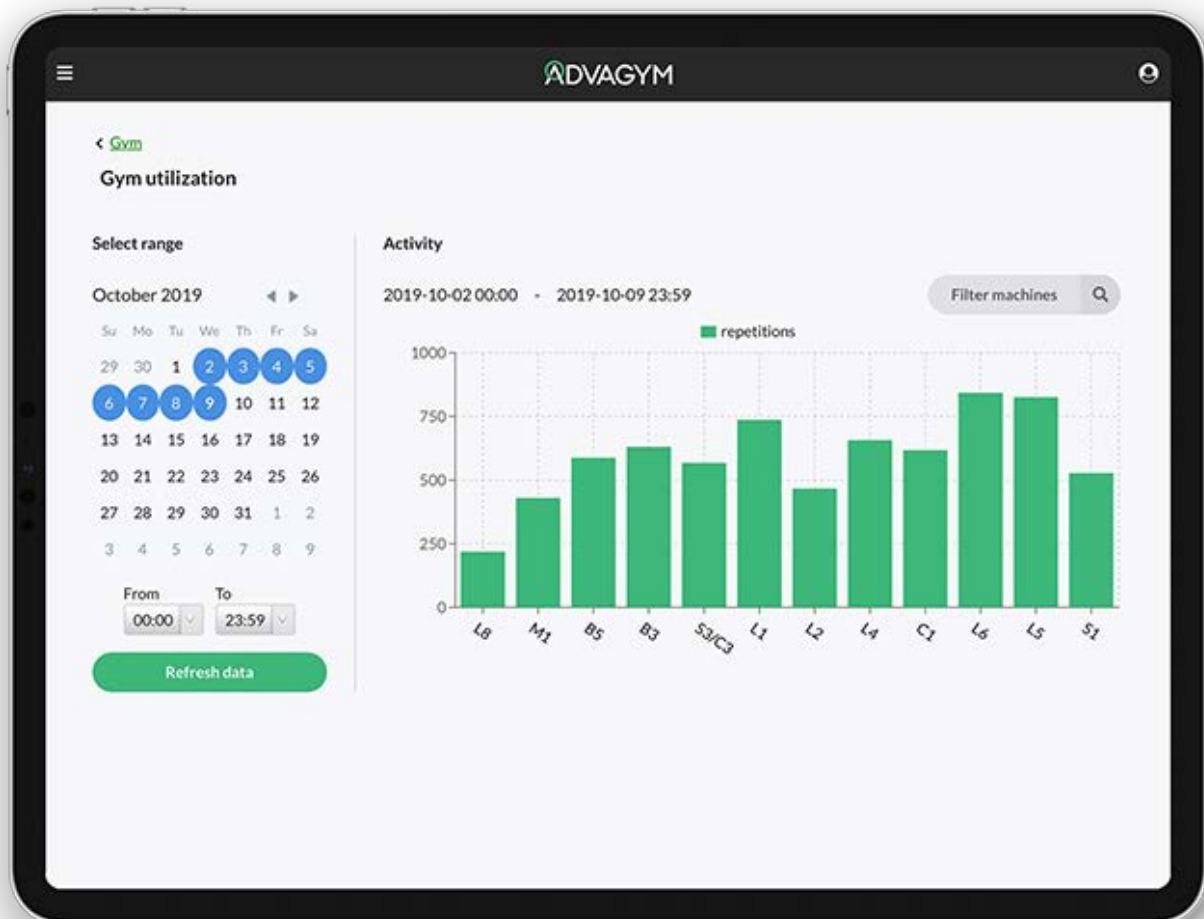 ADVAGYM
Gym
Gym utilization
Select range
October 2019
Su Mo Tu We Th Fr Sa
29 30 1 2 3 4 5
6 7 8 9 10 11 12
13 14 15 16 17 18 19
20 21 22 23 24 25 26
27 28 29 30 31 1 2
3 4 5 6 7 8 9
From To
00:00 23:59
Refresh data
Activity
2019-10-02 00:00 - 2019-10-09 23:59
Filter machines
repetitions
1000
750
500
250
0
L8 M1 B5 B3 S3/C3 L1 L2 L4 C1 L6 L5 S1